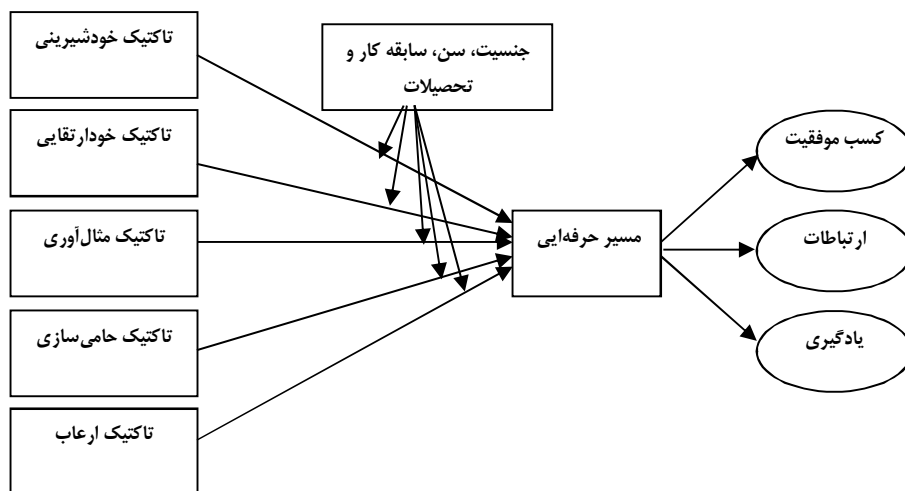 تاکتیک خودشیرینی
جنسیت، سن، سابقه کار و
تحصیلات
تاکتیک خودارتقایی
کسب موفقیت
تاکتیک مثال‌آوری
مسیر حرفه‌ایی
ارتباطات
تاکتیک حامی‌سازی
یادگیری
تاکتیک ارعاب